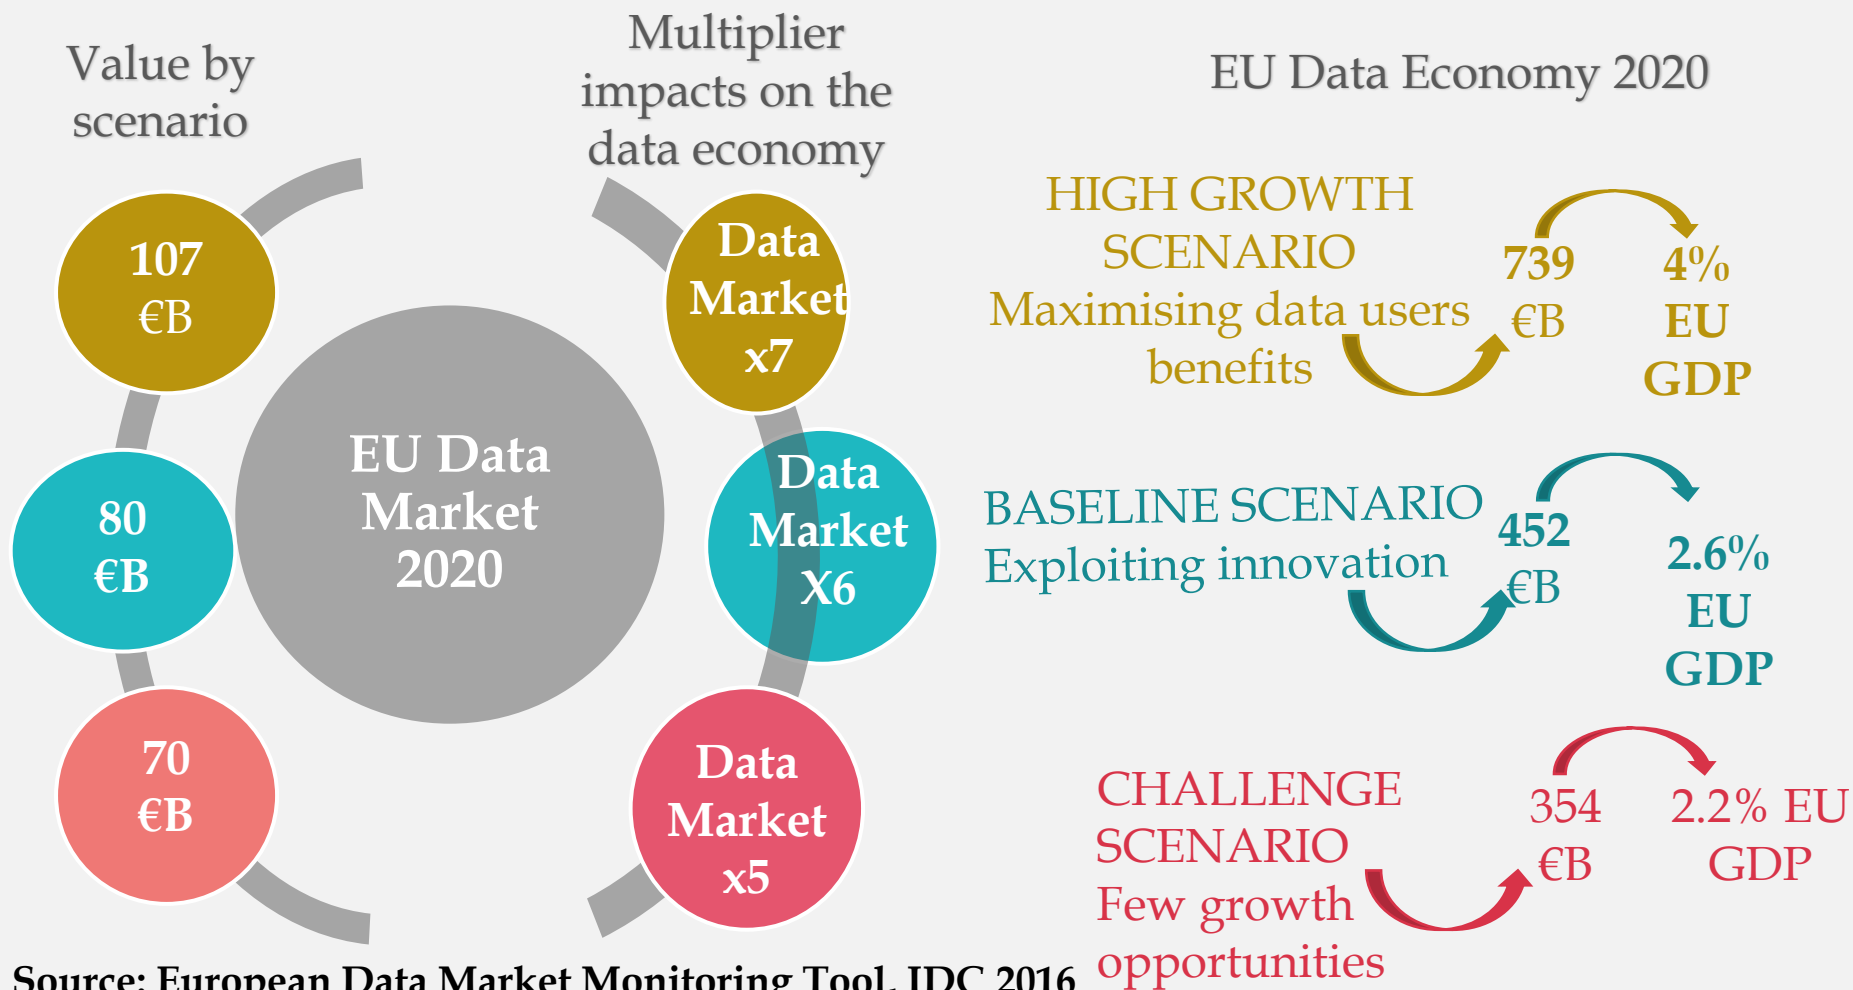 Value by
scenario
Multiplier
impacts on the
data economy
EU Data Economy 2020
107
€B
80
€B
70
€B
EU Data
Market
2020
Data
Market
x7
Data
Market
X6
Data
Market
x5
HIGH GROWTH
SCENARIO
Maximising data users
benefits
739
€B
4%
EU
GDP
BASELINE SCENARIO
Exploiting innovation
452
€B
2.6%
EU
GDP
CHALLENGE
SCENARIO
Few growth
opportunities
354
€B
2.2% EU
GDP
Source: European Data Market Monitoring Tool, IDC 2016